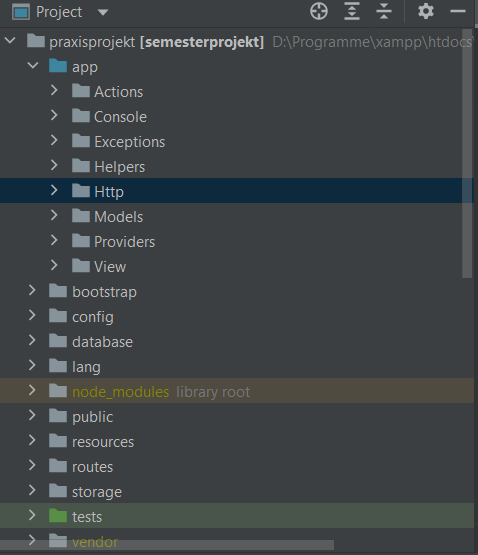 Project
praxisprojekt [semesterprojekt] D:\Programme\xampp\htdocs
app
Actions
Console
Exceptions
Helpers
Http
Models
Providers
View
bootstrap
config
database
lang
node_modules library root
public
resources
routes
storage
tests
vendor